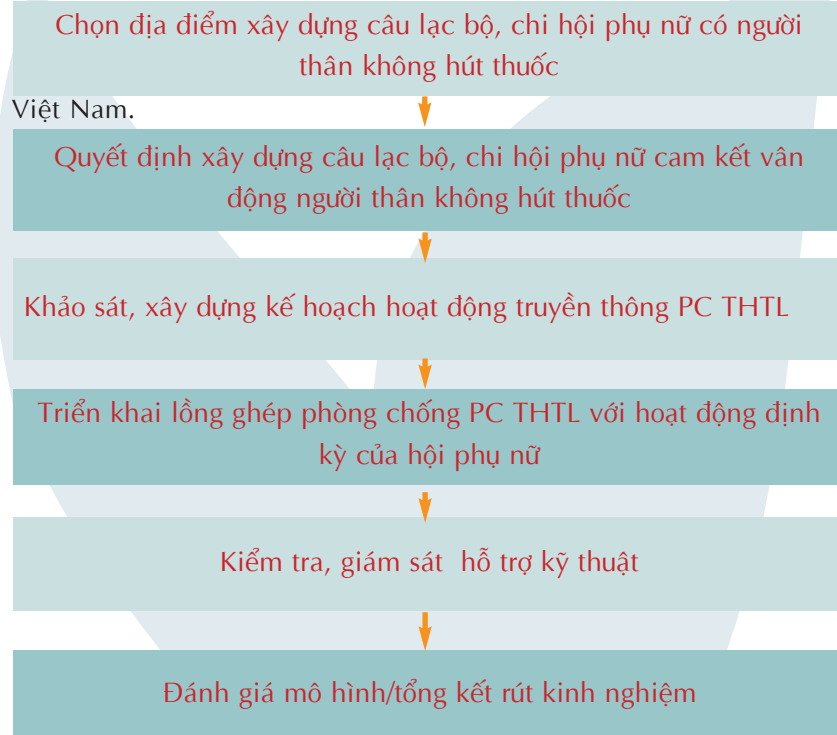 Chọn địa điểm xây dựng câu lạc bộ, chi hội phụ nữ có người
thân không hút thuốc
Việt Nam.
Quyết định xây dựng câu lạc bộ, chi hội phụ nữ cam kết vân
động người thân không hút thuốc
Khảo sát, xây dựng kế hoạch hoạt động truyền thông PC THTL
Triển khai lồng ghép phòng chống PC THTL với hoạt động định
kỳ của hội phụ nữ
Kiểm tra, giám sát hỗ trợ kỹ thuật
Đánh giá mô hình/tổng kết rút kinh nghiệm